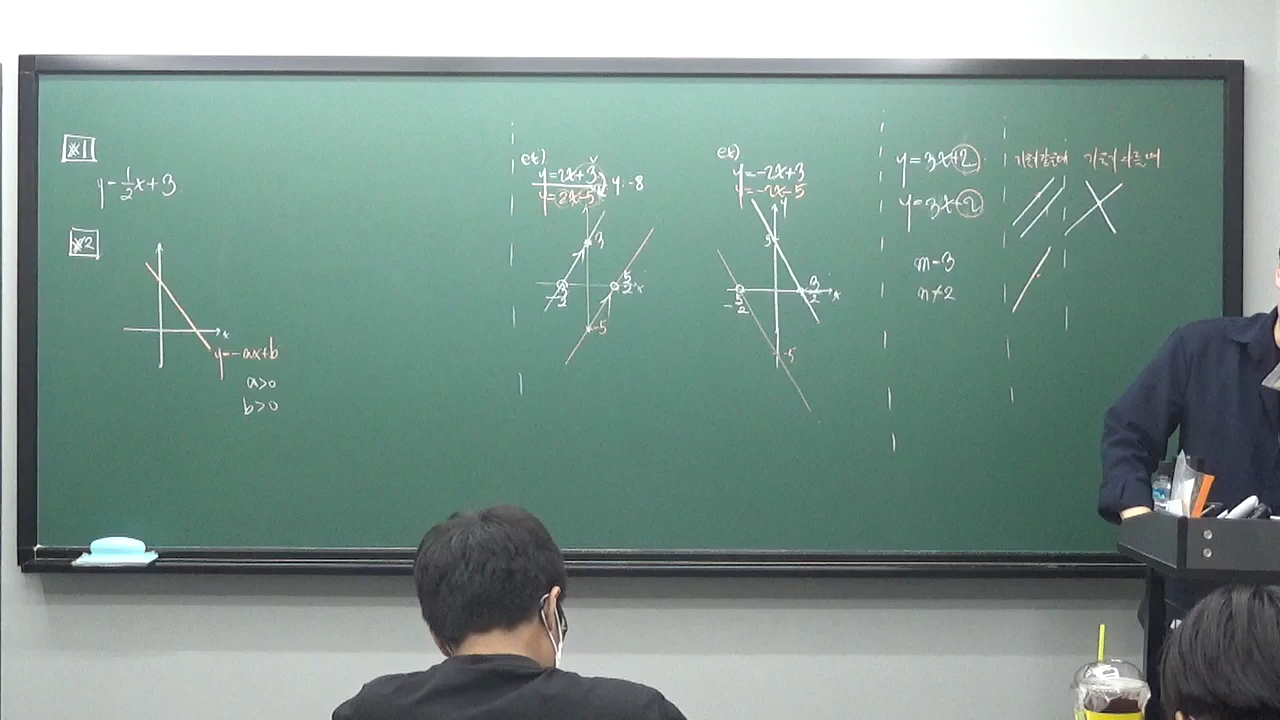 ※1
y=½x+3
※2
x
y=-ax+b
a>0
b>0
ex)
y=2x+3
y=2x-5
y:-8
3
-3/2
5/2
x
-5
ex)
y=-2x+3
y=-2x-5
y
3
-5/2
3/2
x
-5
y=3x+2
y=3x+2
m=3
n≠2
기울기 같을때
기울기 다를때